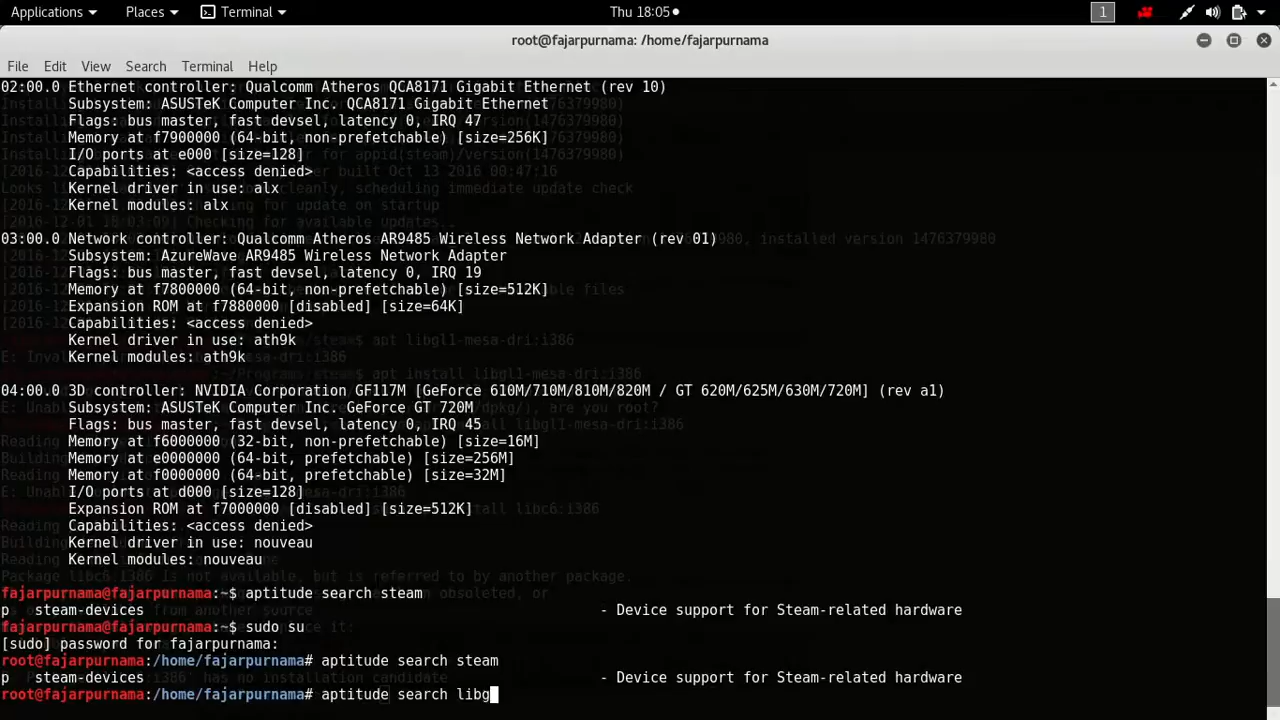 Applications Places Terminal Thu 18:05 1
root@fajarpurnama: /home/fajarpurnama
File Edit View Search Terminal Help
02:00.0 Ethernet controller: Qualcomm Atheros QCA8171 Gigabit Ethernet (rev 10)
Subsystem: ASUSTeK Computer Inc. QCA8171 Gigabit Ethernet
Flags: bus master, fast devsel, latency 0, IRQ 47
Memory at f7900000 (64-bit, non-prefetchable) [size=256K]
I/O ports at e000 [size=128]
Capabilities: <access denied>
Kernel driver in use: alx
Kernel modules: alx
03:00.0 Network controller: Qualcomm Atheros AR9485 Wireless Network Adapter (rev 01)
Subsystem: AzureWave AR9485 Wireless Network Adapter
Flags: bus master, fast devsel, latency 0, IRQ 19
Memory at f7800000 (64-bit, non-prefetchable) [size=512K]
Expansion ROM at f7880000 [disabled] [size=64K]
Capabilities: <access denied>
Kernel driver in use: ath9k
Kernel modules: ath9k
04:00.0 3D controller: NVIDIA Corporation GF117M [GeForce 610M/710M/810M/820M / GT 620M/625M/630M/720M] (rev a1)
Subsystem: ASUSTeK Computer Inc. GeForce GT 720M
Flags: bus master, fast devsel, latency 0, IRQ 45
Memory at f6000000 (32-bit, non-prefetchable) [size=16M]
Memory at e0000000 (64-bit, prefetchable) [size=256M]
Memory at f0000000 (64-bit, prefetchable) [size=32M]
I/O ports at d000 [size=128]
Expansion ROM at f7000000 [disabled] [size=512K]
Capabilities: <access denied>
Kernel driver in use: nouveau
Kernel modules: nouveau
fajarpurnama@fajarpurnama:~$ aptitude search steam
p steam-devices - Device support for Steam-related hardware
fajarpurnama@fajarpurnama:~$ sudo su
[sudo] password for fajarpurnama:
root@fajarpurnama:/home/fajarpurnama# aptitude search steam
p steam-devices - Device support for Steam-related hardware
root@fajarpurnama:/home/fajarpurnama# aptitude search libg